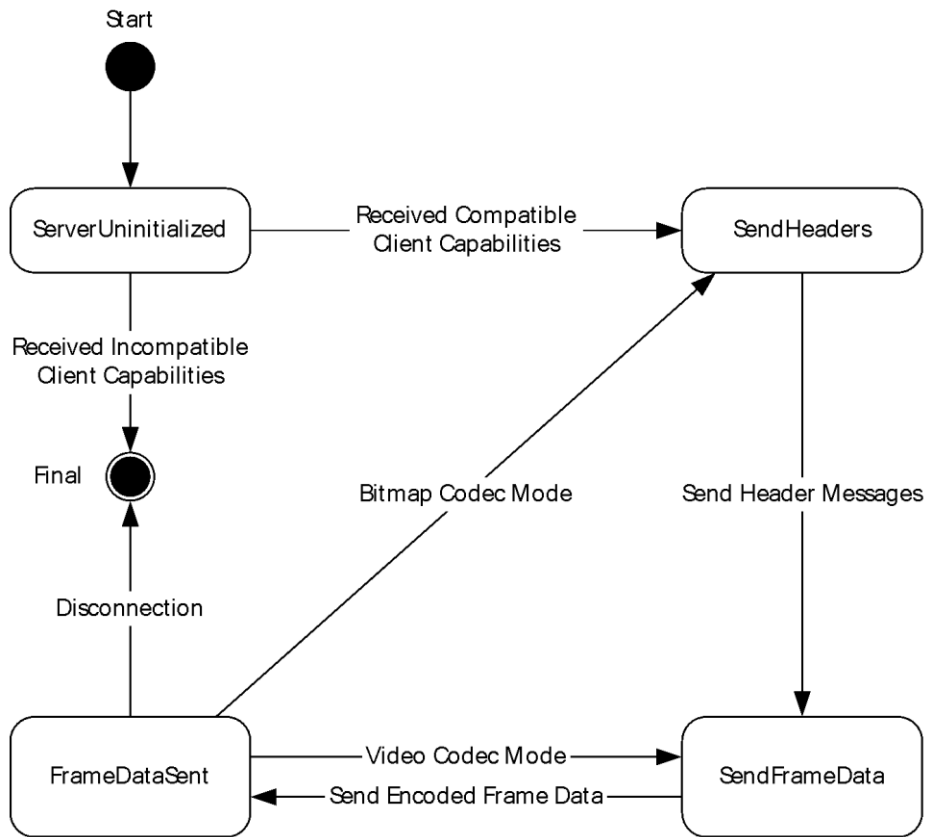 Start
ServerUninitialized
Received Compatible
Client Capabilities
SendHeaders
Received Incompatible
Client Capabilities
Final
Bitmap Codec Mode
Send Header Messages
Disconnection
FrameDataSent
Video Codec Mode
Send Encoded Frame Data
SendFrameData